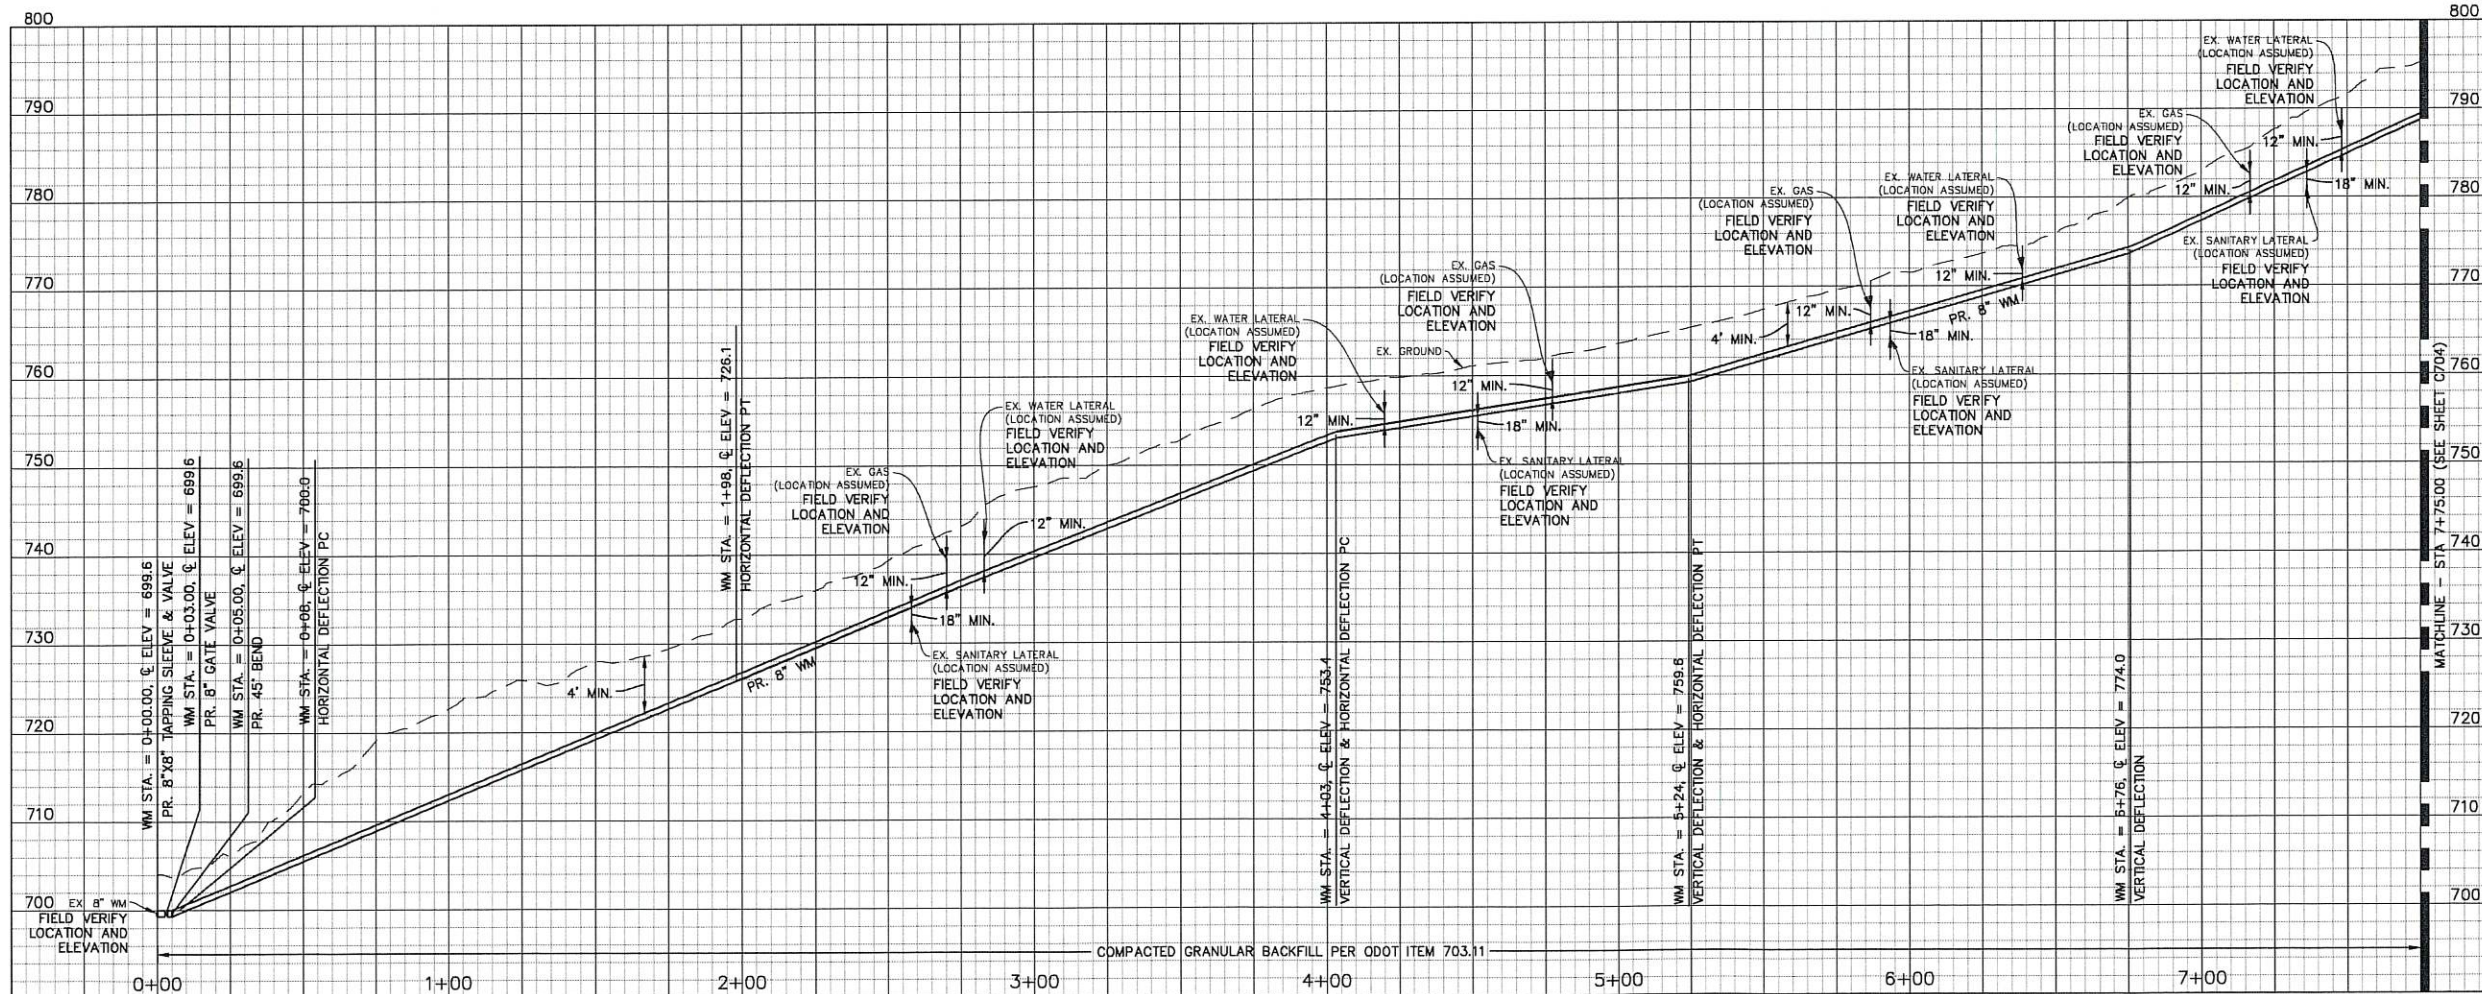 800
790
780
770
760
750
740
730
720
710
700
EX. 8" WM
FIELD VERIFY
LOCATION AND
ELEVATION
WM STA. = 0+00.00, ℄ ELEV = 699.6
PR. 8"X8" TAPPING SLEEVE & VALVE
WM STA. = 0+03.00, ℄ ELEV = 699.6
PR. 8" GATE VALVE
WM STA. = 0+05.00, ℄ ELEV = 699.6
PR. 45° BEND
WM STA. = 0+08, ℄ ELEV = 700.0
HORIZONTAL DEFLECTION PC
4' MIN.
WM STA. = 1+98, ℄ ELEV = 726.1
HORIZONTAL DEFLECTION PT
PR. 8" WM
EX. GAS
(LOCATION ASSUMED)
FIELD VERIFY
LOCATION AND
ELEVATION
12" MIN.
18" MIN.
EX. SANITARY LATERAL
(LOCATION ASSUMED)
FIELD VERIFY
LOCATION AND
ELEVATION
EX. WATER LATERAL
(LOCATION ASSUMED)
FIELD VERIFY
LOCATION AND
ELEVATION
2" MIN.
EX. WATER LATERAL
(LOCATION ASSUMED)
FIELD VERIFY
LOCATION AND
ELEVATION
12" MIN.
WM STA. = 4+03, ℄ ELEV = 753.4
VERTICAL DEFLECTION & HORIZONTAL DEFLECTION PC
EX. GROUND
EX. GAS
(LOCATION ASSUMED)
FIELD VERIFY
LOCATION AND
ELEVATION
12" MIN.
18" MIN.
EX. SANITARY LATERAL
(LOCATION ASSUMED)
FIELD VERIFY
LOCATION AND
ELEVATION
WM STA. = 5+24, ℄ ELEV = 759.6
VERTICAL DEFLECTION & HORIZONTAL DEFLECTION PT
4' MIN.
EX. GAS
(LOCATION ASSUMED)
FIELD VERIFY
LOCATION AND
ELEVATION
12" MIN.
18" MIN.
EX. SANITARY LATERAL
(LOCATION ASSUMED)
FIELD VERIFY
LOCATION AND
ELEVATION
EX. WATER LATERAL
(LOCATION ASSUMED)
FIELD VERIFY
LOCATION AND
ELEVATION
12" MIN.
PR. 8" WM
WM STA. = 6+76, ℄ ELEV = 774.0
VERTICAL DEFLECTION
EX. GAS
(LOCATION ASSUMED)
FIELD VERIFY
LOCATION AND
ELEVATION
12" MIN.
EX. WATER LATERAL
(LOCATION ASSUMED)
FIELD VERIFY
LOCATION AND
ELEVATION
12" MIN.
18" MIN.
EX. SANITARY LATERAL
(LOCATION ASSUMED)
FIELD VERIFY
LOCATION AND
ELEVATION
MATCHLINE - STA 7+75.00 (SEE SHEET C704)
800
790
780
770
760
750
740
730
720
710
700
COMPACTED GRANULAR BACKFILL PER ODOT ITEM 703.11
0+00
1+00
2+00
3+00
4+00
5+00
6+00
7+00